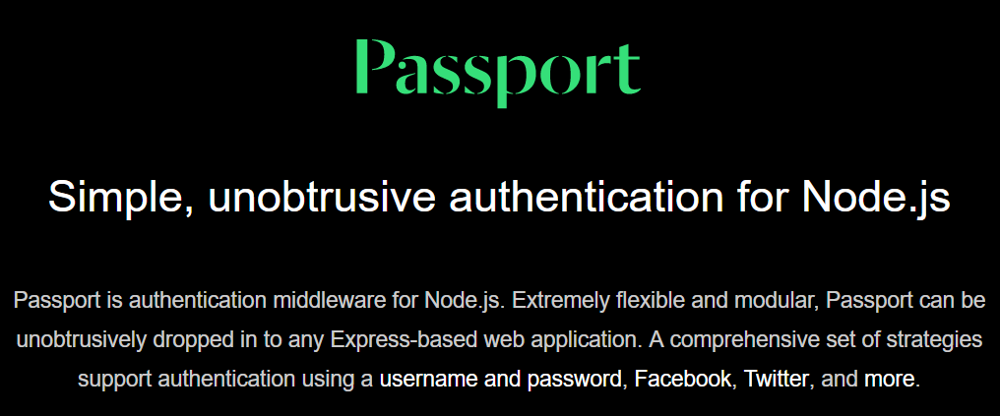 Passport
Simple, unobtrusive authentication for Node.js
Passport is authentication middleware for Node.js. Extremely flexible and modular, Passport can be
unobtrusively dropped in to any Express-based web application. A comprehensive set of strategies
support authentication using a username and password, Facebook, Twitter, and more.